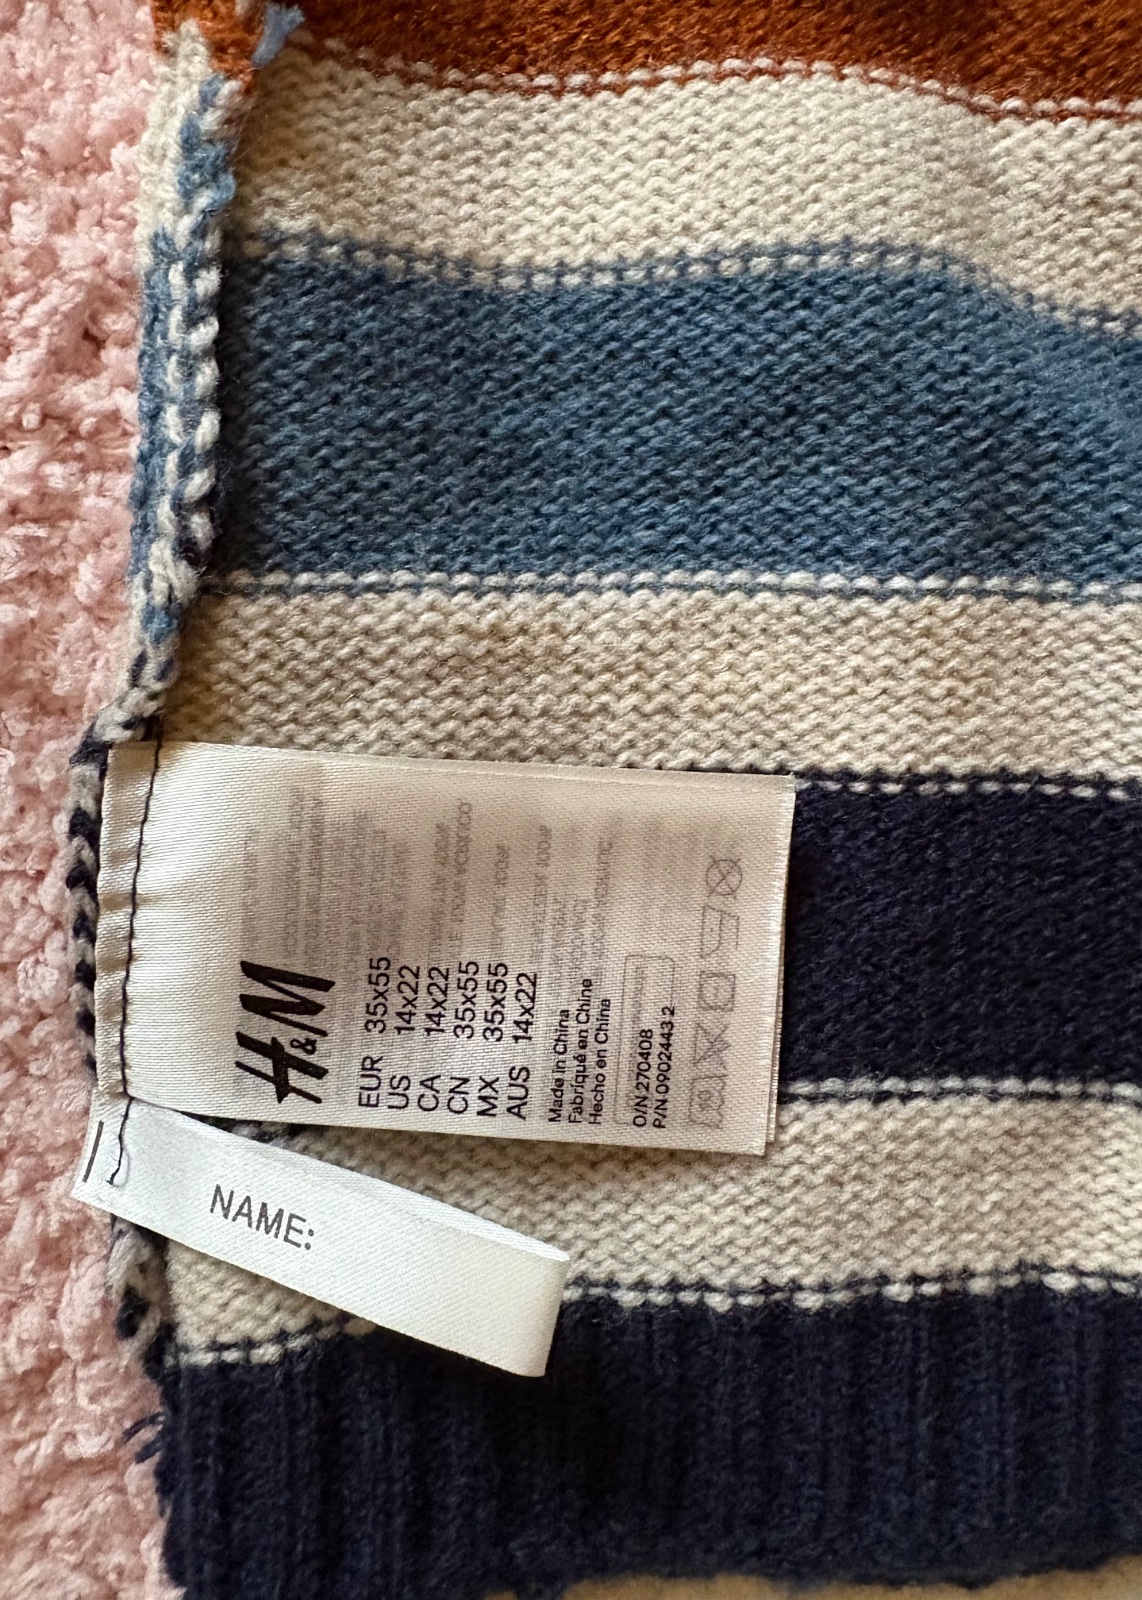 H&M
EUR 35x55
US 14x22
CA 14x22
CN 35x55
MX 35x55
AUS 14x22
Made in China
Fabriqué en Chine
Hecho en China
O/N 270408
P/N 0902443 2
NAME: